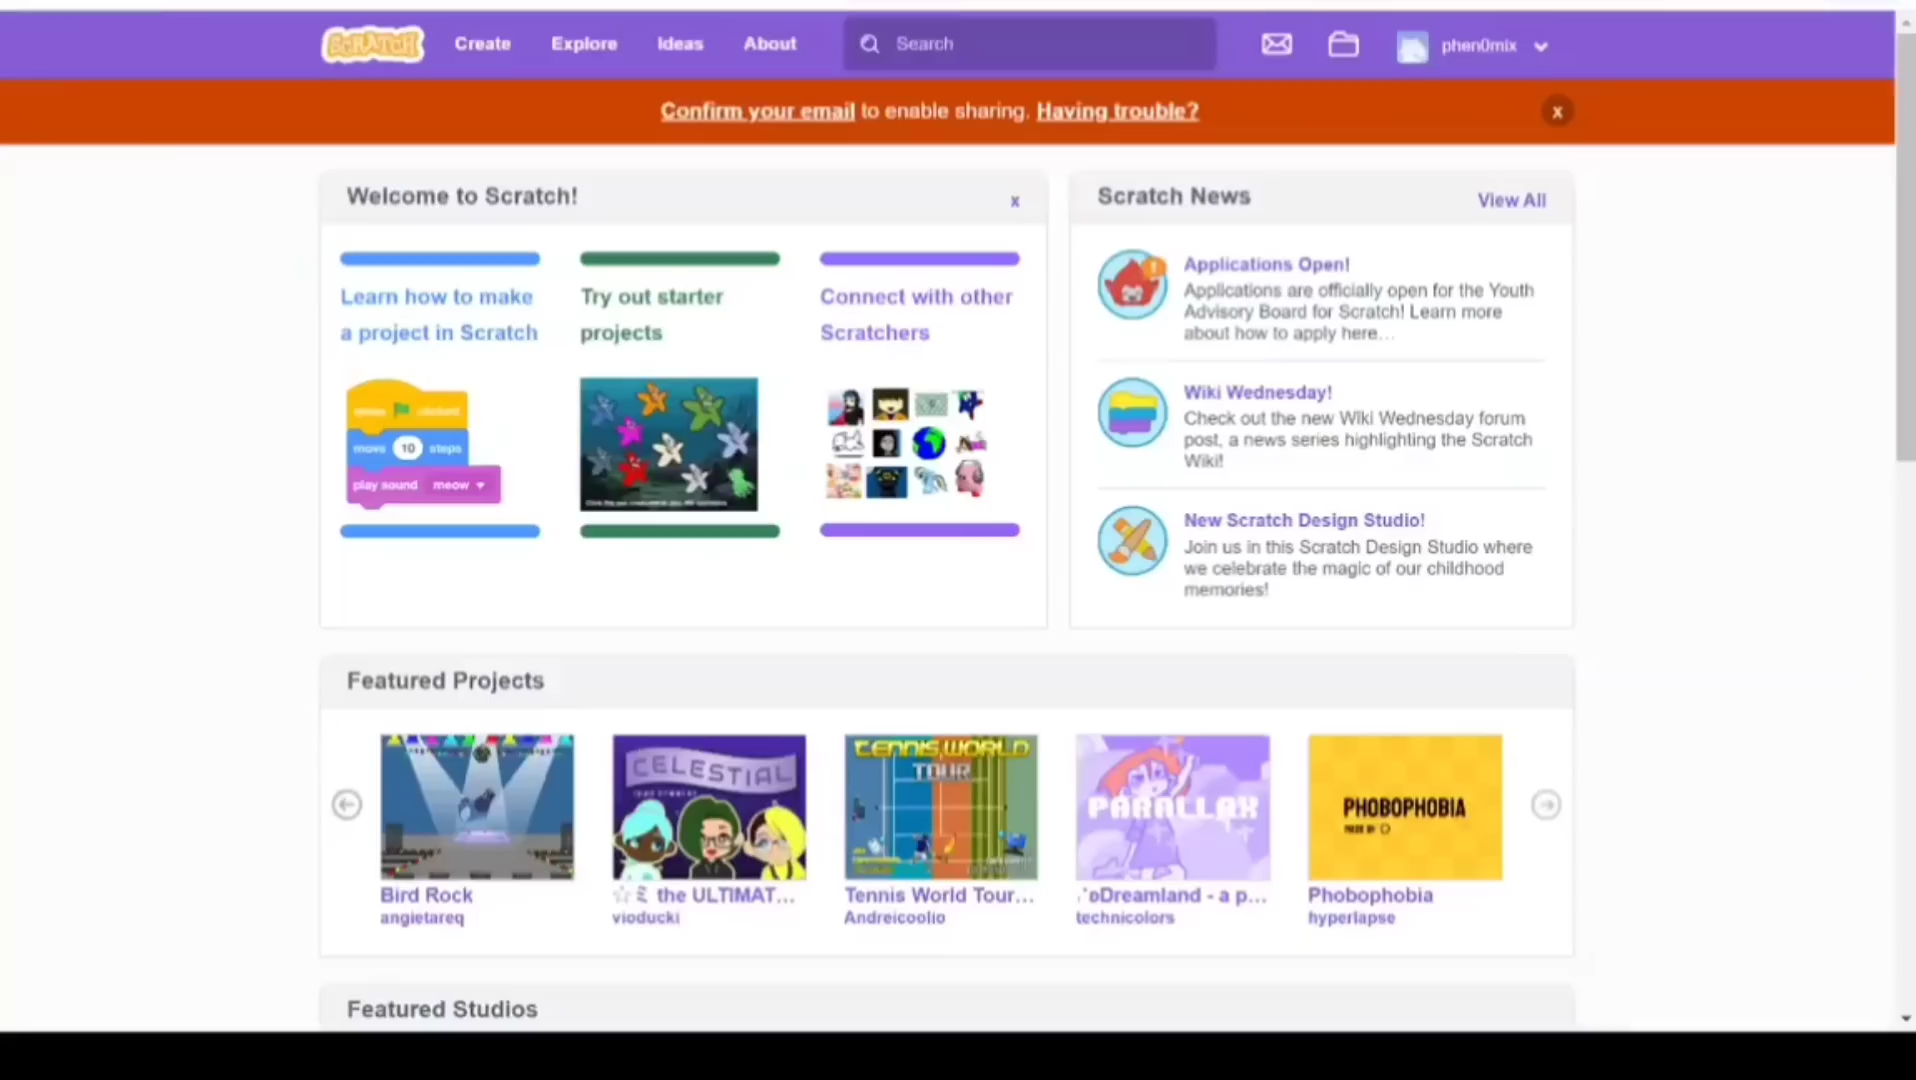 SCRATCH Create Explore Ideas About Search phen0mix
Confirm your email to enable sharing. Having trouble? x
Welcome to Scratch! x
Learn how to make
a project in Scratch
Try out starter
projects
Connect with other
Scratchers
when clicked
move 10 steps
play sound meow
Scratch News View All
Applications Open!
Applications are officially open for the Youth
Advisory Board for Scratch! Learn more
about how to apply here…
Wiki Wednesday!
Check out the new Wiki Wednesday forum
post, a news series highlighting the Scratch
Wiki!
New Scratch Design Studio!
Join us in this Scratch Design Studio where
we celebrate the magic of our childhood
memories!
Featured Projects
CELESTIAL
TENNIS WORLD
TOUR
PARALLAX
PHOBOPHOBIA
Bird Rock
angietareq
the ULTIMAT...
vioducki
Tennis World Tour...
Andreicoolio
Dreamland - a p...
technicolors
Phobophobia
hyperlapse
Featured Studios